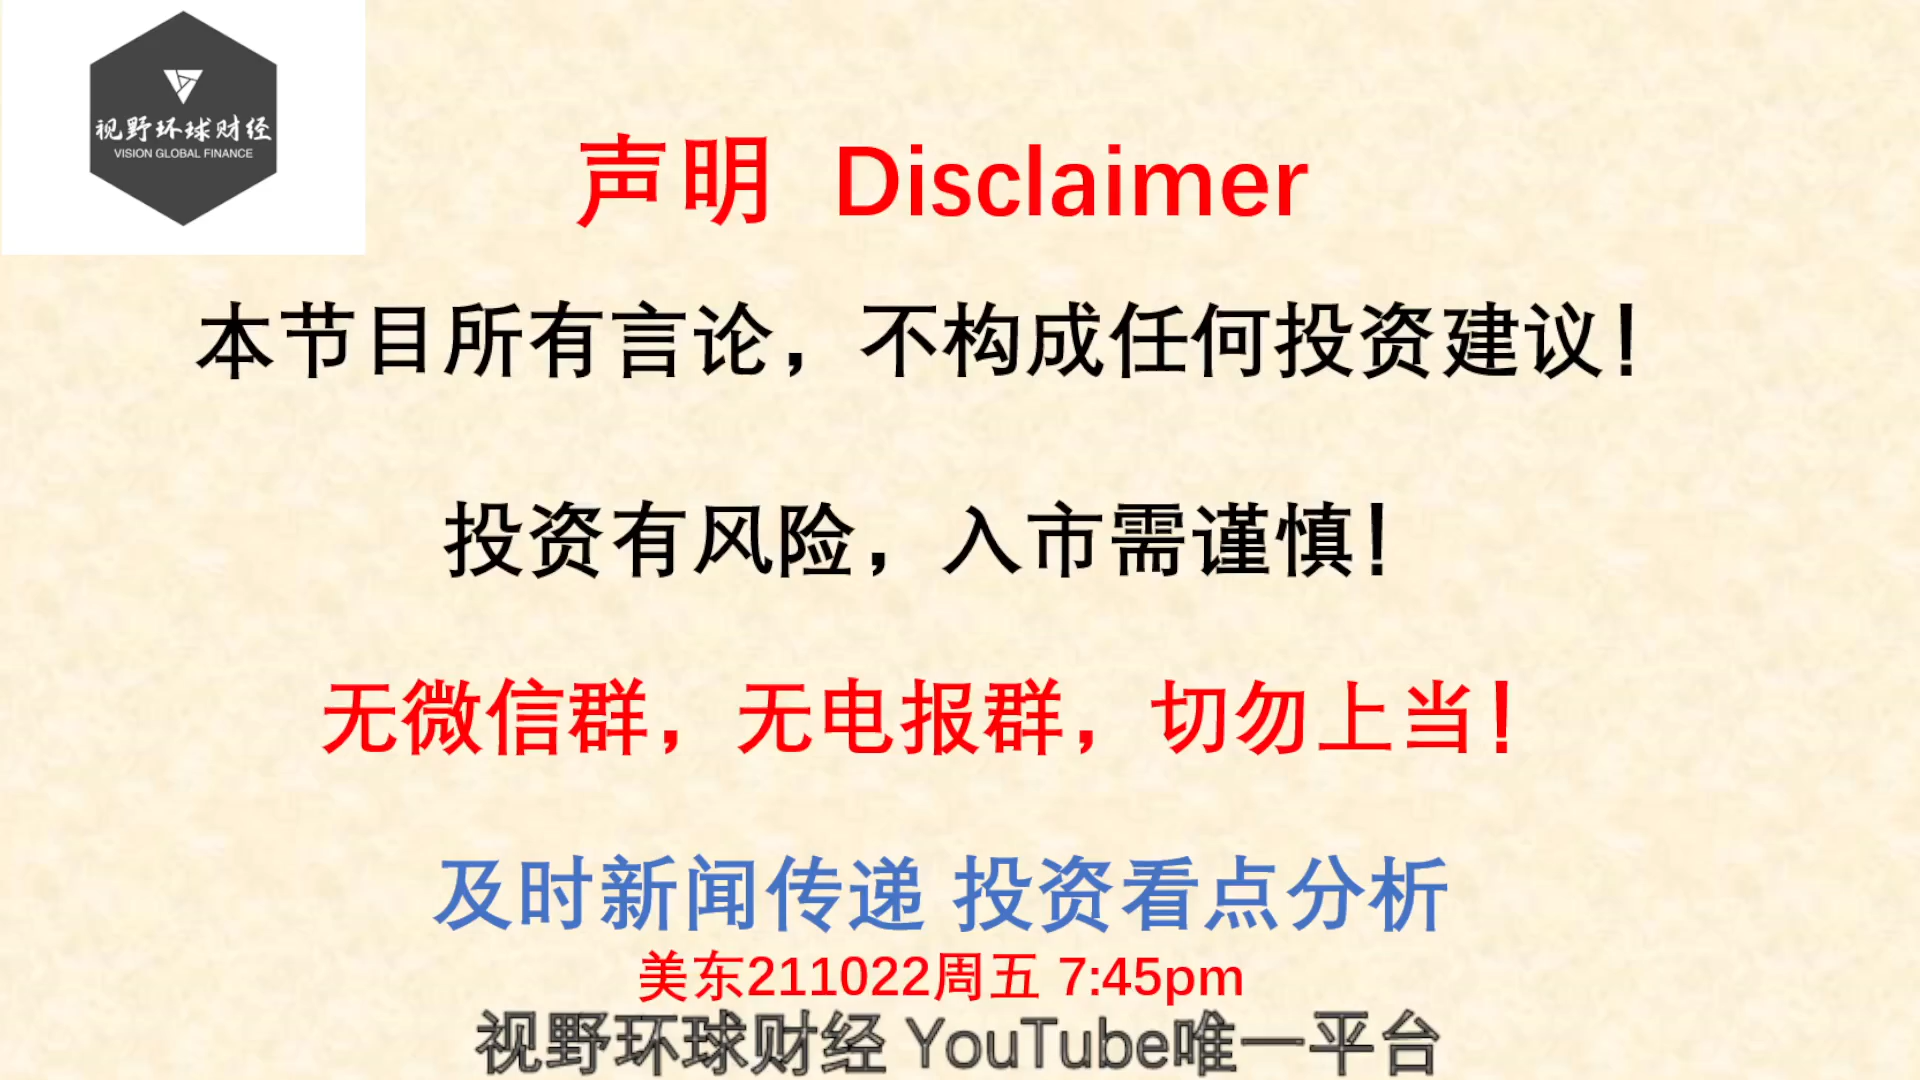 视野环球财经
VISION GLOBAL FINANCE
声明 Disclaimer
本节目所有言论，不构成任何投资建议！
投资有风险，入市需谨慎！
无微信群，无电报群，切勿上当！
及时新闻传递 投资看点分析
美东211022周五 7:45pm
视野环球财经 YouTube唯一平台